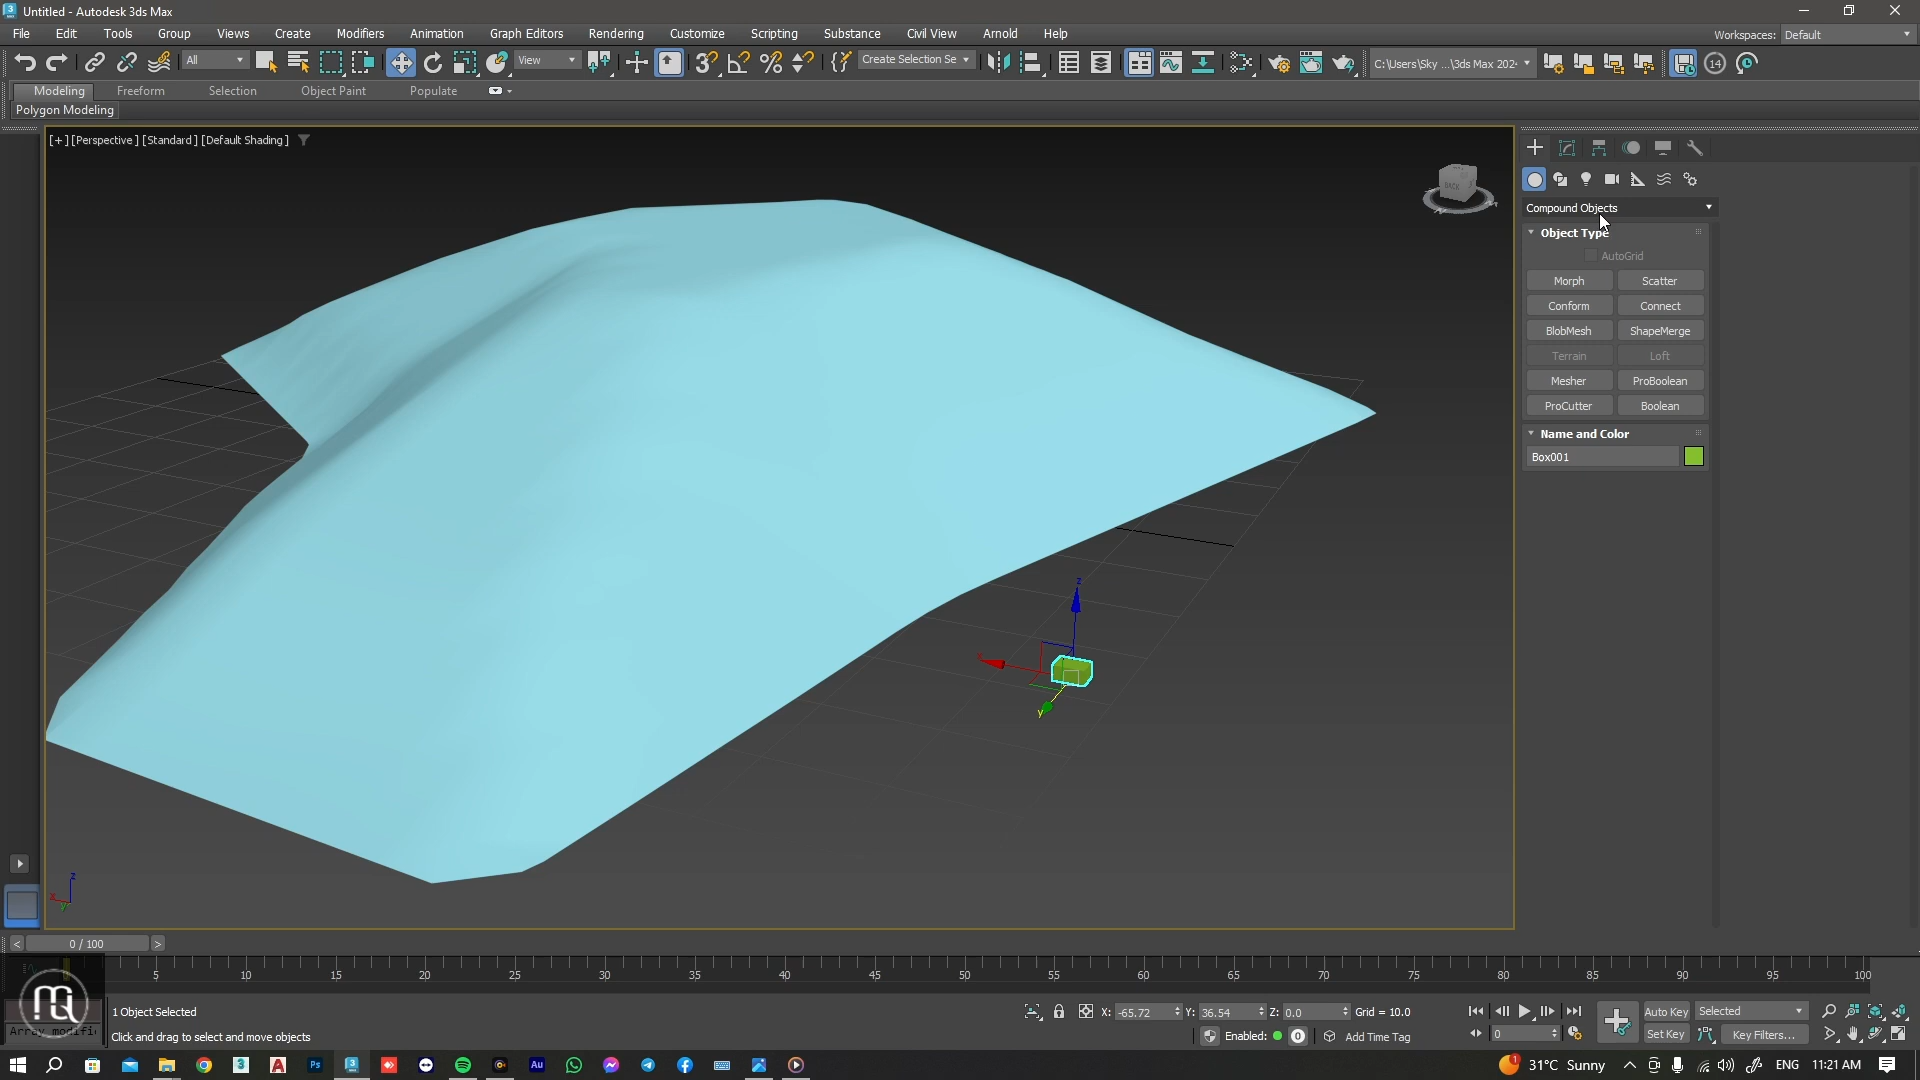 Untitled - Autodesk 3ds Max
File Edit Tools Group Views Create Modifiers Animation Graph Editors Rendering Customize Scripting Substance Civil View Arnold Help
Workspaces: Default
All
View
Create Selection Se
C:\Users\Sky ...\3ds Max 202
14
Modeling Freeform Selection Object Paint Populate
Polygon Modeling
[+] [Perspective] [Standard] [Default Shading]
BACK
Compound Objects
Object Type
AutoGrid
Morph Scatter
Conform Connect
BlobMesh ShapeMerge
Terrain Loft
Mesher ProBoolean
ProCutter Boolean
Name and Color
Box001
z
x
y
z
x
y
< 0 / 100 >
5 10 15 20 25 30 35 40 45 50 55 60 65 70 75 80 85 90 95 100
1 Object Selected
X: -65.72 Y: 36.54 Z: 0.0 Grid = 10.0
Auto Key Selected
Array modifi
Click and drag to select and move objects
Enabled: 0 Add Time Tag
0
Set Key Key Filters...
31°C Sunny
ENG 11:21 AM